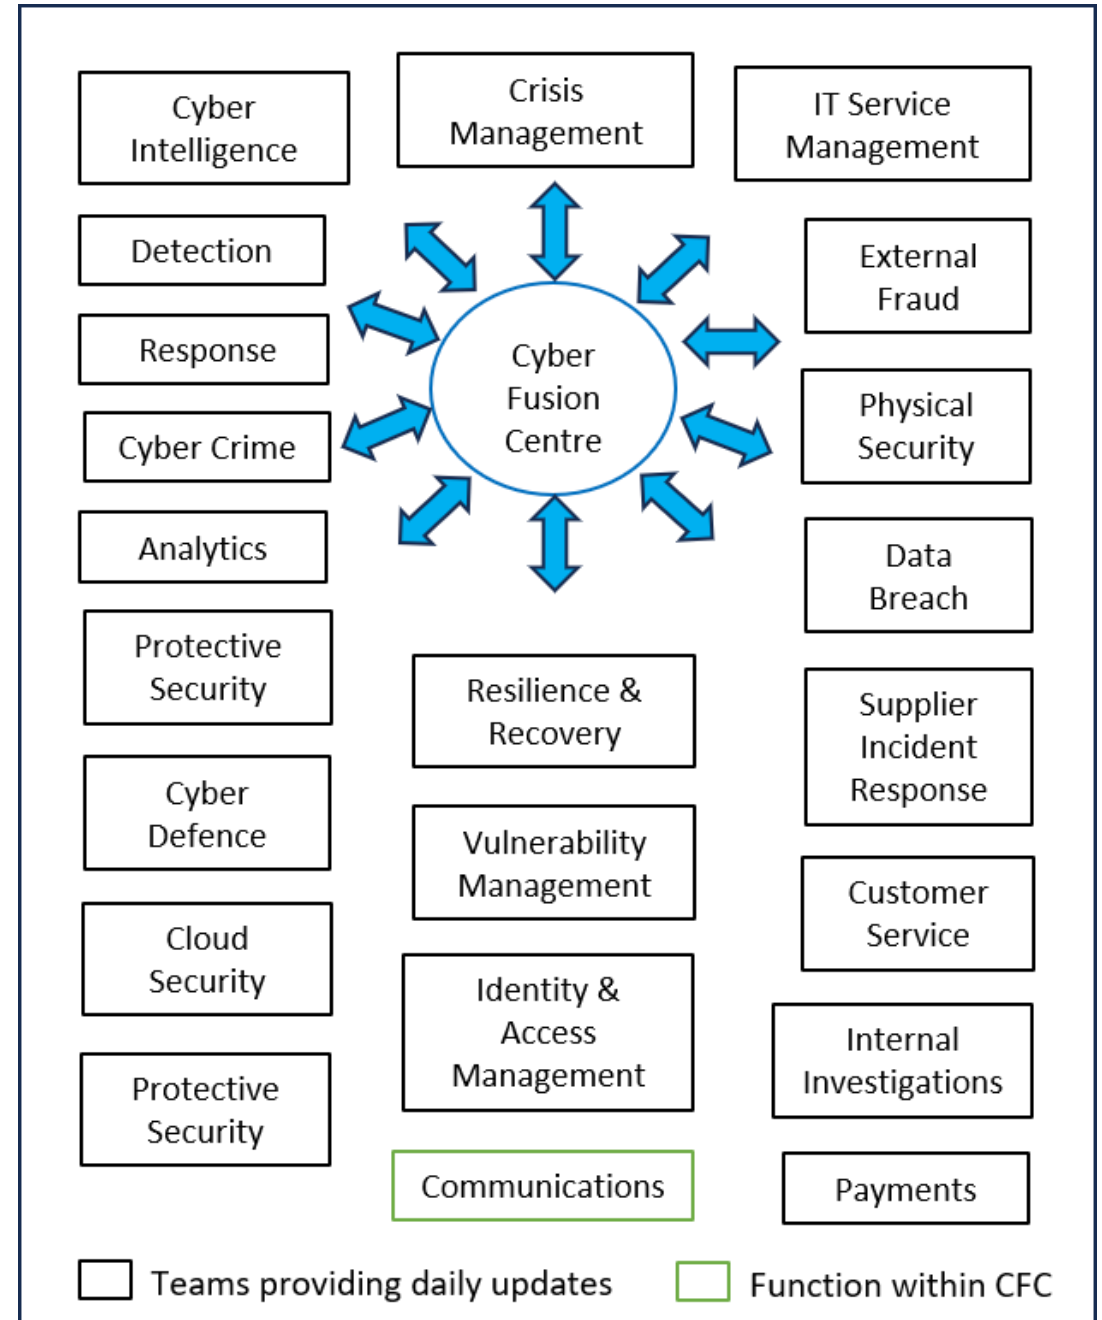 Cyber
Intelligence
Crisis
Management
IT Service
Management
Detection
Response
Cyber Crime
Analytics
Protective
Security
Cyber
Defence
Cloud
Security
Protective
Security
Cyber
Fusion
Centre
Resilience &
Recovery
Vulnerability
Management
Identity &
Access
Management
Communications
External
Fraud
Physical
Security
Data
Breach
Supplier
Incident
Response
Customer
Service
Internal
Investigations
Payments
Teams providing daily updates
Function within CFC